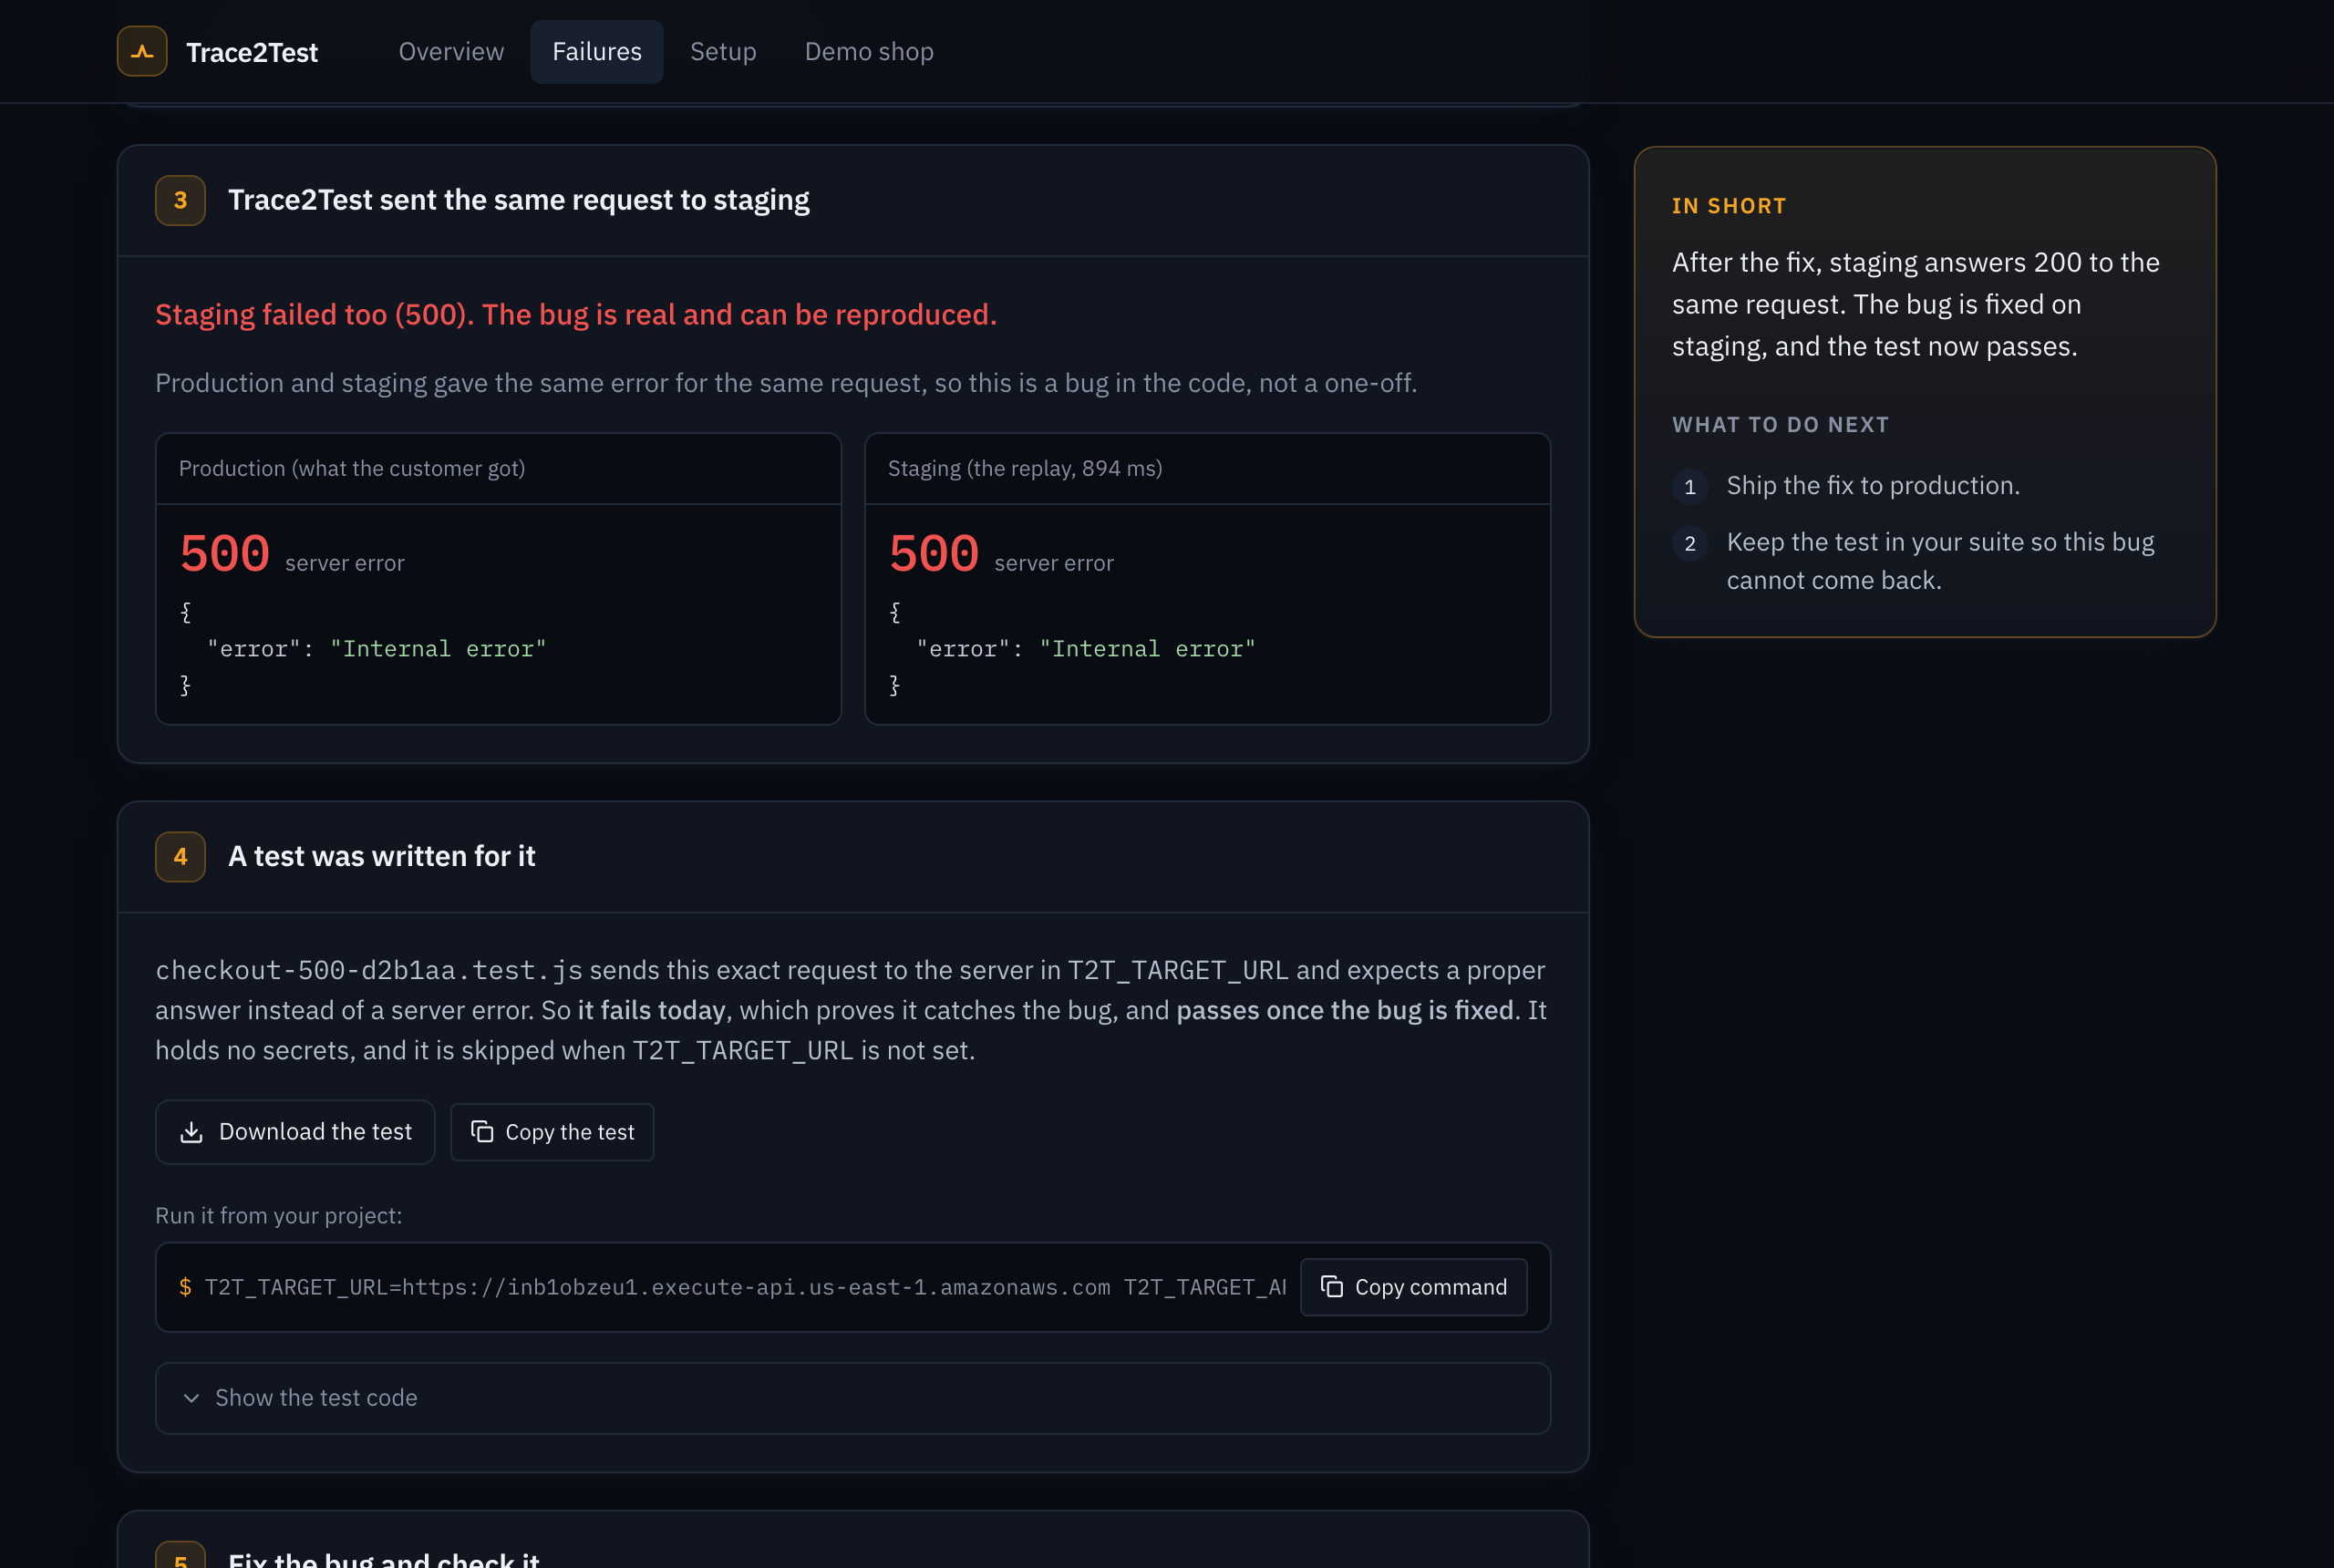 Trace2Test
Overview
Failures
Setup
Demo shop
3
Trace2Test sent the same request to staging
Staging failed too (500). The bug is real and can be reproduced.
Production and staging gave the same error for the same request, so this is a bug in the code, not a one-off.
Production (what the customer got)
500 server error
{
"error": "Internal error"
}
Staging (the replay, 894 ms)
500 server error
{
"error": "Internal error"
}
4
A test was written for it
checkout-500-d2b1aa.test.js sends this exact request to the server in T2T_TARGET_URL and expects a proper
answer instead of a server error. So it fails today, which proves it catches the bug, and passes once the bug is fixed. It
holds no secrets, and it is skipped when T2T_TARGET_URL is not set.
Download the test
Copy the test
Run it from your project:
$ T2T_TARGET_URL=https://inb1obzeu1.execute-api.us-east-1.amazonaws.com T2T_TARGET_A
Copy command
Show the test code
5
Fix the bug and check it
IN SHORT
After the fix, staging answers 200 to the
same request. The bug is fixed on
staging, and the test now passes.
WHAT TO DO NEXT
1 Ship the fix to production.
2 Keep the test in your suite so this bug
cannot come back.